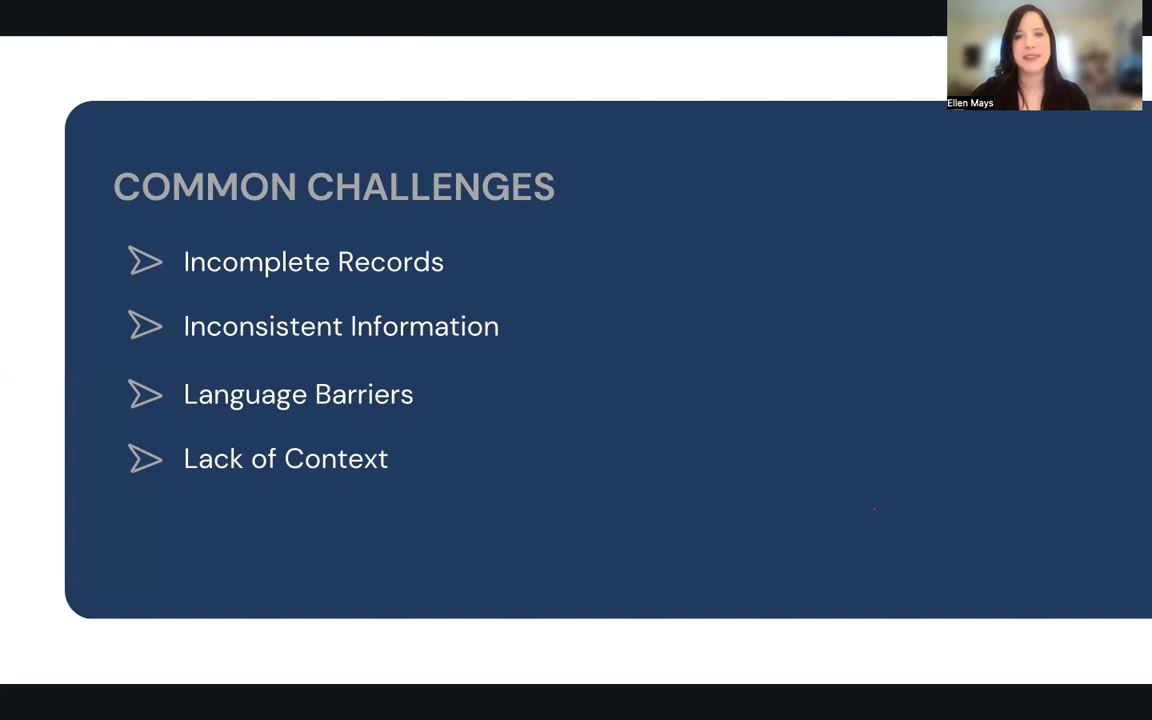 Ellen Mays
COMMON CHALLENGES
Incomplete Records
Inconsistent Information
Language Barriers
Lack of Context